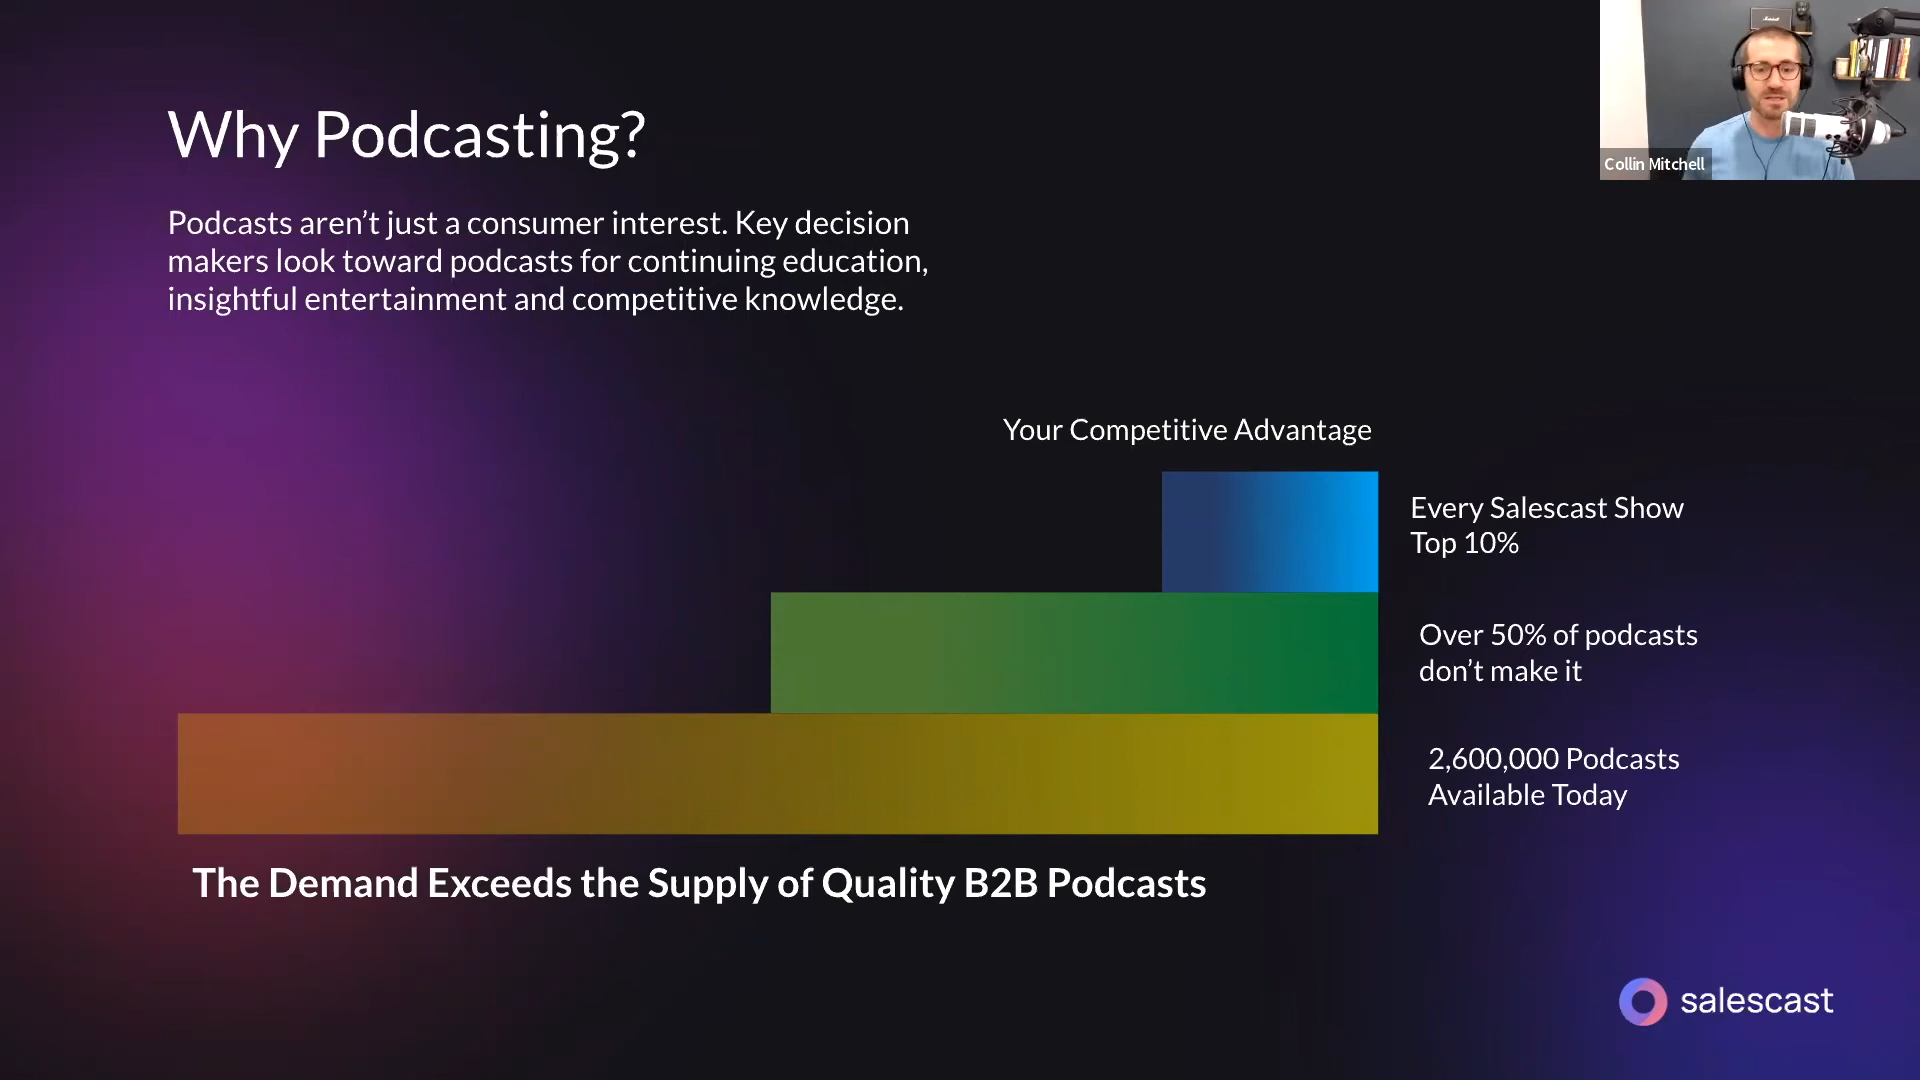 Why Podcasting?
Podcasts aren’t just a consumer interest. Key decision
makers look toward podcasts for continuing education,
insightful entertainment and competitive knowledge.
Collin Mitchell
Your Competitive Advantage
Every Salescast Show
Top 10%
Over 50% of podcasts
don’t make it
2,600,000 Podcasts
Available Today
The Demand Exceeds the Supply of Quality B2B Podcasts
salescast